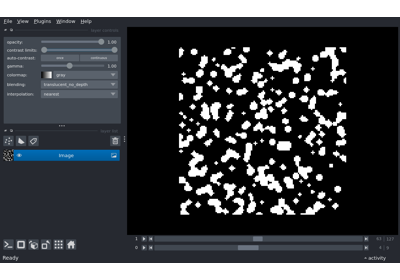 File View Plugins Window Help
opacity: 1.00
contrast limits:
auto-contrast: once continuous
gamma: 1.00
colormap: gray
blending: translucent_no_depth
interpolation: nearest
Image
1
0
Ready
activity